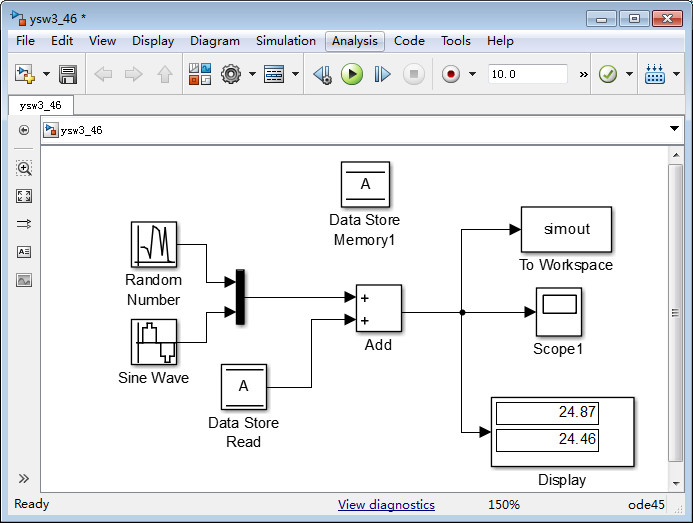 ysw3_46 *
File Edit View Display Diagram Simulation Analysis Code Tools Help
10.0
»
ysw3_46
ysw3_46
A
Data Store
Memory1
simout
To Workspace
Random
Number
+
+
Add
Scope1
Sine Wave
A
Data Store
Read
24.87
24.46
Display
»
Ready View diagnostics 150% ode45